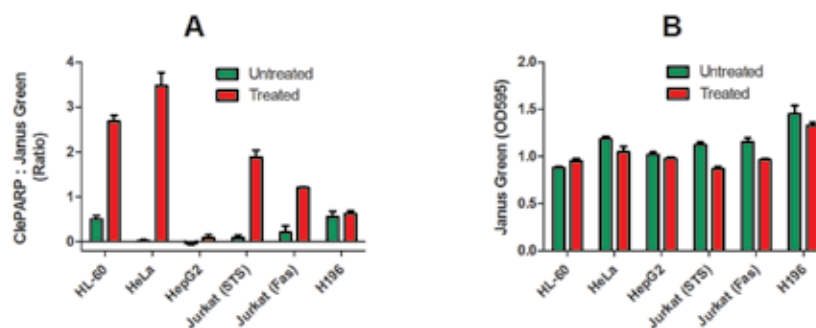 A
ClePARP : Janus Green
(Ratio)
4
3
2
1
0
Untreated
Treated
HL-60
HeLa
HepG2
Jurkat (STS)
Jurkat (Fas)
H196
B
Janus Green (OD595)
2.0
1.5
1.0
0.5
0.0
Untreated
Treated
HL-60
HeLa
HepG2
Jurkat (STS)
Jurkat (Fas)
H196